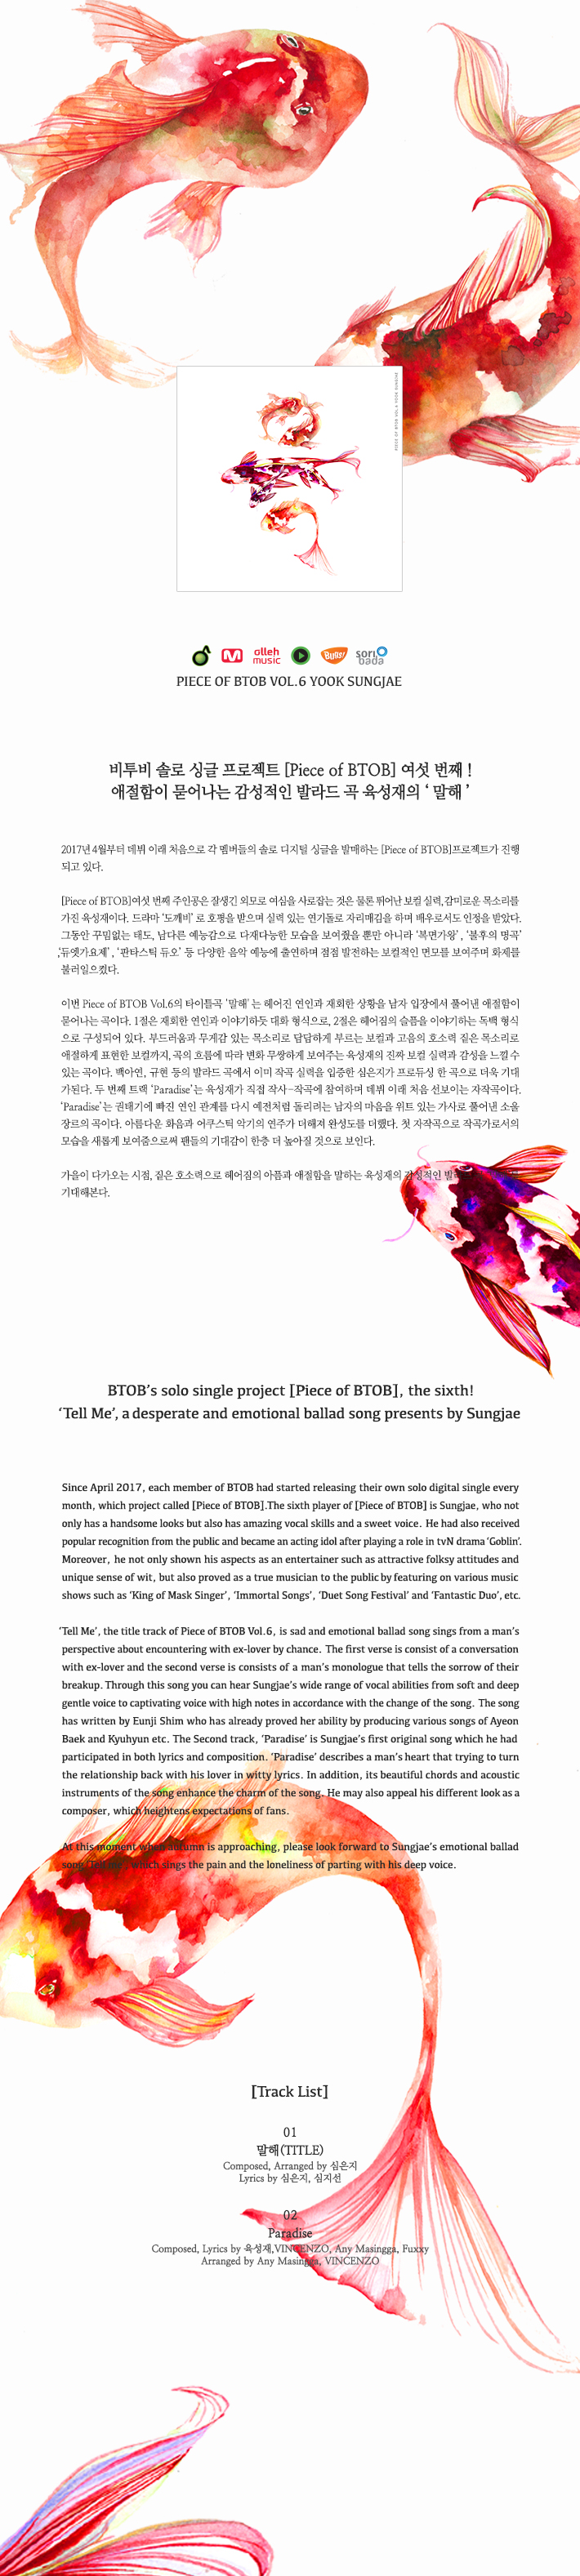 PIECE OF BTOB VOL.6 YOOK SUNGJAE
olleh
music
Bugs!
sori
bada
PIECE OF BTOB VOL.6 YOOK SUNGJAE
비투비 솔로 싱글 프로젝트 [Piece of BTOB] 여섯 번째 !
애절함이 묻어나는 감성적인 발라드 곡 육성재의 ‘ 말해 ’
2017년 4월부터 데뷔 이래 처음으로 각 멤버들의 솔로 디지털 싱글을 발매하는 [Piece of BTOB]프로젝트가 진행
되고 있다.
[Piece of BTOB]여섯 번째 주인공은 잘생긴 외모로 여심을 사로잡는 것은 물론 뛰어난 보컬 실력,감미로운 목소리를
가진 육성재이다. 드라마 ‘도깨비’ 로 호평을 받으며 실력 있는 연기돌로 자리매김을 하며 배우로서도 인정을 받았다.
그동안 꾸밈없는 태도, 남다른 예능감으로 다재다능한 모습을 보여줬을 뿐만 아니라 ‘복면가왕’ , ‘불후의 명곡’
,‘듀엣가요제’ , ‘판타스틱 듀오’ 등 다양한 음악 예능에 출연하며 점점 발전하는 보컬적인 면모를 보여주며 화제를
불러일으켰다.
이번 Piece of BTOB Vol.6의 타이틀곡 ‘말해’ 는 헤어진 연인과 재회한 상황을 남자 입장에서 풀어낸 애절함이
묻어나는 곡이다. 1절은 재회한 연인과 이야기하듯 대화 형식으로, 2절은 헤어짐의 슬픔을 이야기하는 독백 형식
으로 구성되어 있다. 부드러움과 무게감 있는 목소리로 담담하게 부르는 보컬과 고음의 호소력 짙은 목소리로
애절하게 표현한 보컬까지, 곡의 흐름에 따라 변화 무쌍하게 보여주는 육성재의 진짜 보컬 실력과 감성을 느낄 수
있는 곡이다. 백아연, 규현 등의 발라드 곡에서 이미 작곡 실력을 입증한 심은지가 프로듀싱 한 곡으로 더욱 기대
가된다. 두 번째 트랙 ‘Paradise’는 육성재가 직접 작사-작곡에 참여하며 데뷔 이래 처음 선보이는 자작곡이다.
‘Paradise’는 권태기에 빠진 연인 관계를 다시 예전처럼 돌리려는 남자의 마음을 위트 있는 가사로 풀어낸 소울
장르의 곡이다. 아름다운 화음과 어쿠스틱 악기의 연주가 더해져 완성도를 더했다. 첫 자작곡으로 작곡가로서의
모습을 새롭게 보여줌으로써 팬들의 기대감이 한층 더 높아질 것으로 보인다.
가을이 다가오는 시점, 짙은 호소력으로 헤어짐의 아픔과 애절함을 말하는 육성재의 감성적인 발라드
기대해본다.
BTOB’s solo single project [Piece of BTOB], the sixth!
‘Tell Me’, a desperate and emotional ballad song presents by Sungjae
Since April 2017, each member of BTOB had started releasing their own solo digital single every
month, which project called [Piece of BTOB].The sixth player of [Piece of BTOB] is Sungjae, who not
only has a handsome looks but also has amazing vocal skills and a sweet voice. He had also received
popular recognition from the public and became an acting idol after playing a role in tvN drama ‘Goblin’.
Moreover, he not only shown his aspects as an entertainer such as attractive folksy attitudes and
unique sense of wit, but also proved as a true musician to the public by featuring on various music
shows such as ‘King of Mask Singer’, ‘Immortal Songs’, ‘Duet Song Festival’ and ‘Fantastic Duo’, etc.
‘Tell Me’, the title track of Piece of BTOB Vol.6, is sad and emotional ballad song sings from a man’s
perspective about encountering with ex-lover by chance. The first verse is consist of a conversation
with ex-lover and the second verse is consists of a man’s monologue that tells the sorrow of their
breakup. Through this song you can hear Sungjae’s wide range of vocal abilities from soft and deep
gentle voice to captivating voice with high notes in accordance with the change of the song. The song
has written by Eunji Shim who has already proved her ability by producing various songs of Ayeon
Baek and Kyuhyun etc. The Second track, ‘Paradise’ is Sungjae’s first original song which he had
participated in both lyrics and composition. ‘Paradise’ describes a man’s heart that trying to turn
the relationship back with his lover in witty lyrics. In addition, its beautiful chords and acoustic
instruments of the song enhance the charm of the song. He may also appeal his different look as a
composer, which heightens expectations of fans.
At this moment when autumn is approaching, please look forward to Sungjae’s emotional ballad
song ‘Tell me’, which sings the pain and the loneliness of parting with his deep voice.
[Track List]
01
말해(TITLE)
Composed, Arranged by 심은지
Lyrics by 심은지, 심지선
02
Paradise
Composed, Lyrics by 육성재,VINCENZO, Any Masingga, Fuxxy
Arranged by Any Masingga, VINCENZO